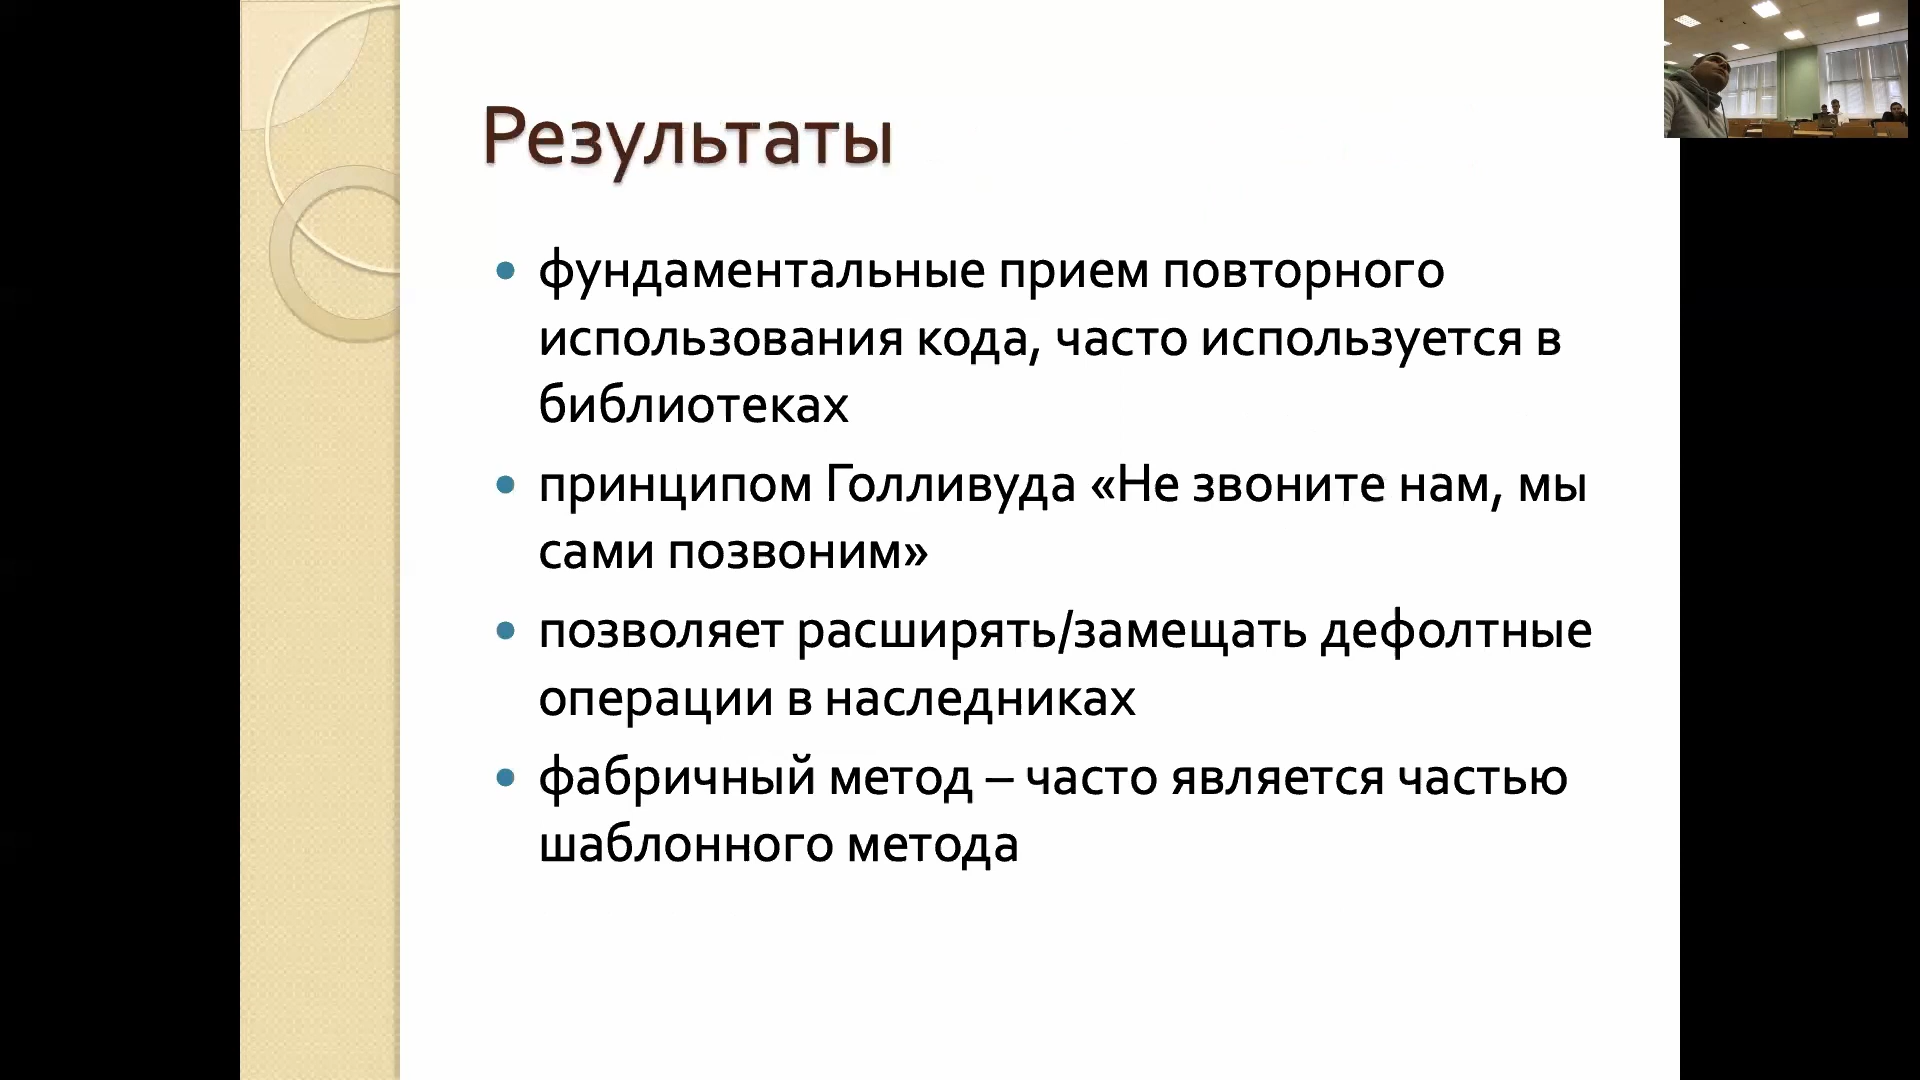 Результаты
• фундаментальные прием повторного
использования кода, часто используется в
библиотеках
• принципом Голливуда «Не звоните нам, мы
сами позвоним»
• позволяет расширять/замещать дефолтные
операции в наследниках
• фабричный метод – часто является частью
шаблонного метода